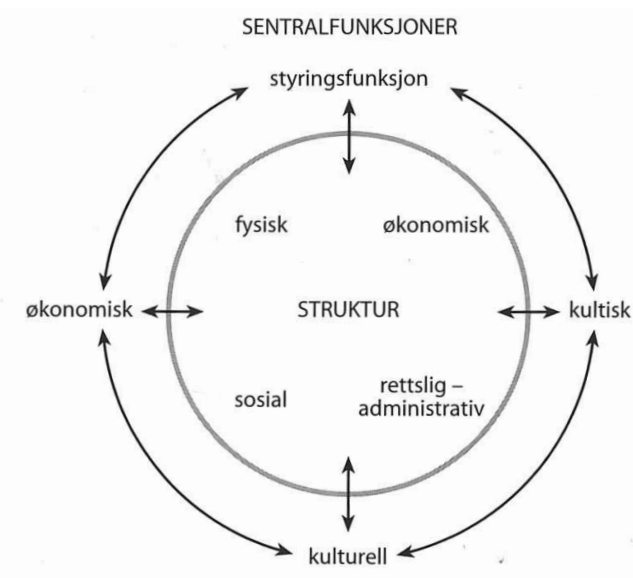 SENTRALFUNKSJONER
styringsfunksjon
fysisk
økonomisk
økonomisk
STRUKTUR
kultisk
sosial
rettslig –
administrativ
kulturell